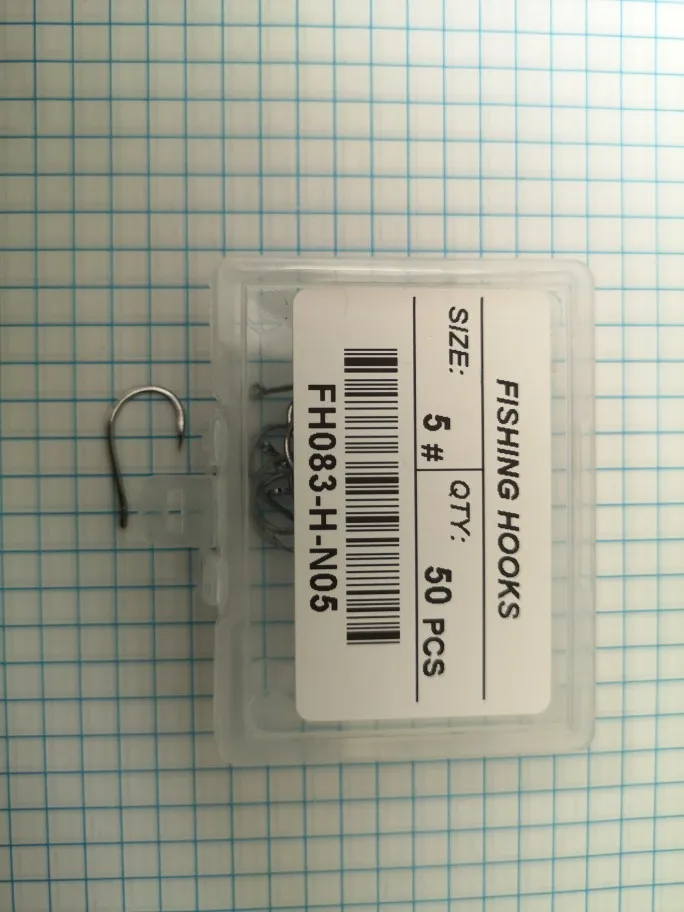 FISHING HOOKS
SIZE: 5 # QTY: 50 PCS
FH083-H-N05